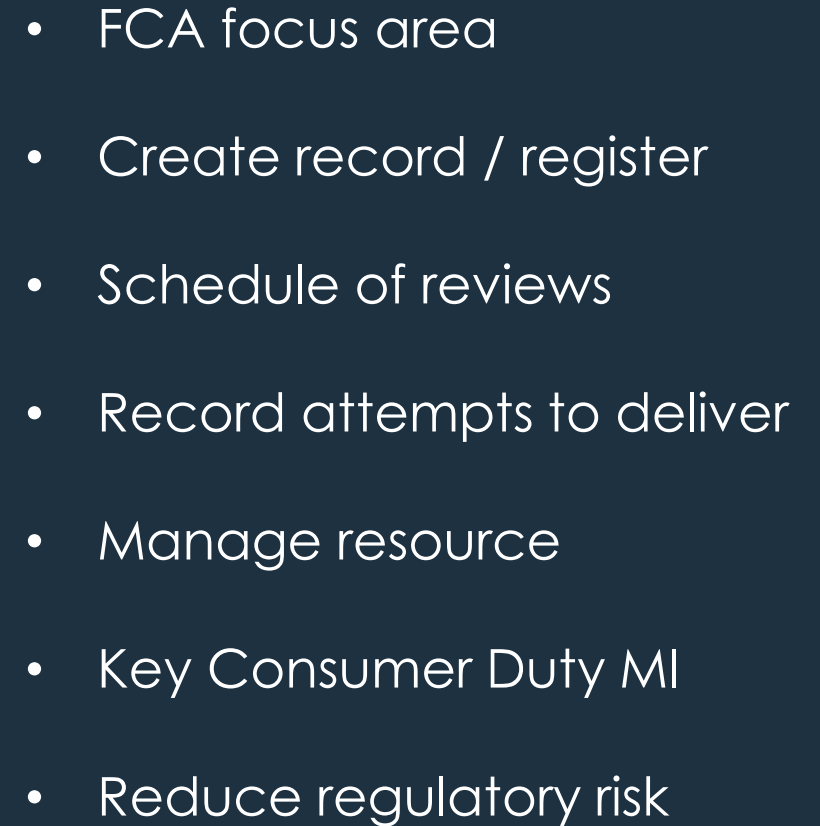 • FCA focus area
• Create record / register
• Schedule of reviews
• Record attempts to deliver
• Manage resource
• Key Consumer Duty MI
• Reduce regulatory risk